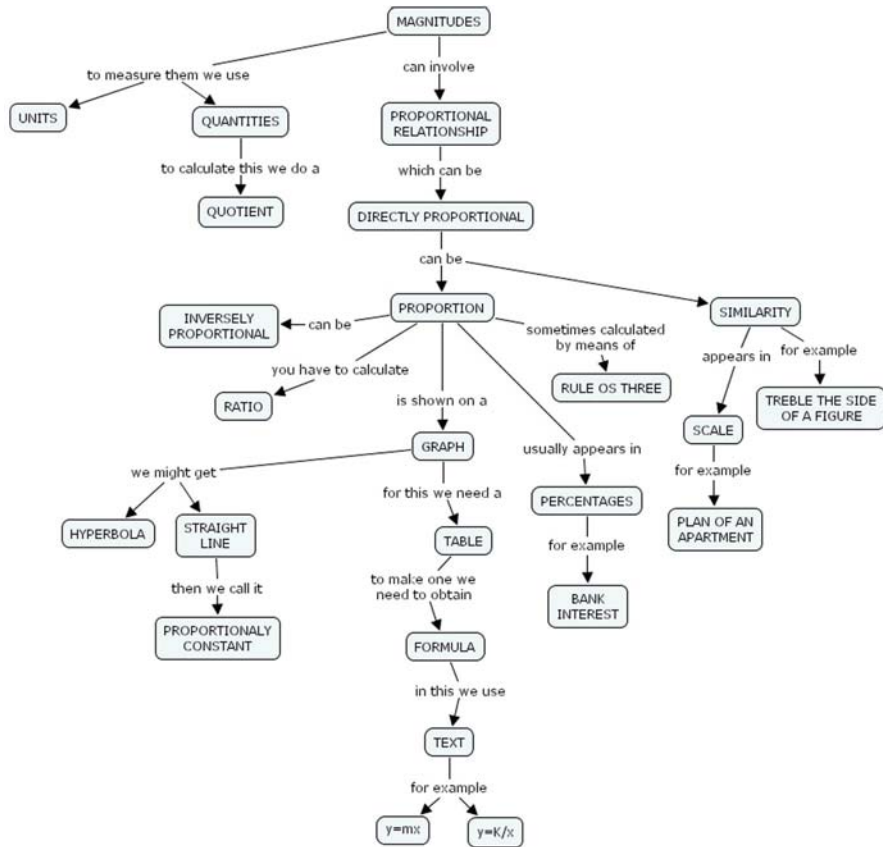 MAGNITUDES
to measure them we use
can involve
UNITS
QUANTITIES
PROPORTIONAL
RELATIONSHIP
to calculate this we do a
which can be
QUOTIENT
DIRECTLY PROPORTIONAL
can be
INVERSELY
PROPORTIONAL
can be
PROPORTION
SIMILARITY
sometimes calculated
by means of
appears in
for example
you have to calculate
RATIO
RULE OS THREE
TREBLE THE SIDE
OF A FIGURE
is shown on a
SCALE
GRAPH
usually appears in
for example
we might get
for this we need a
PERCENTAGES
PLAN OF AN
APARTMENT
HYPERBOLA
STRAIGHT
LINE
TABLE
for example
then we call it
to make one we
need to obtain
BANK
INTEREST
PROPORTIONALY
CONSTANT
FORMULA
in this we use
TEXT
for example
y=mx
y=K/x